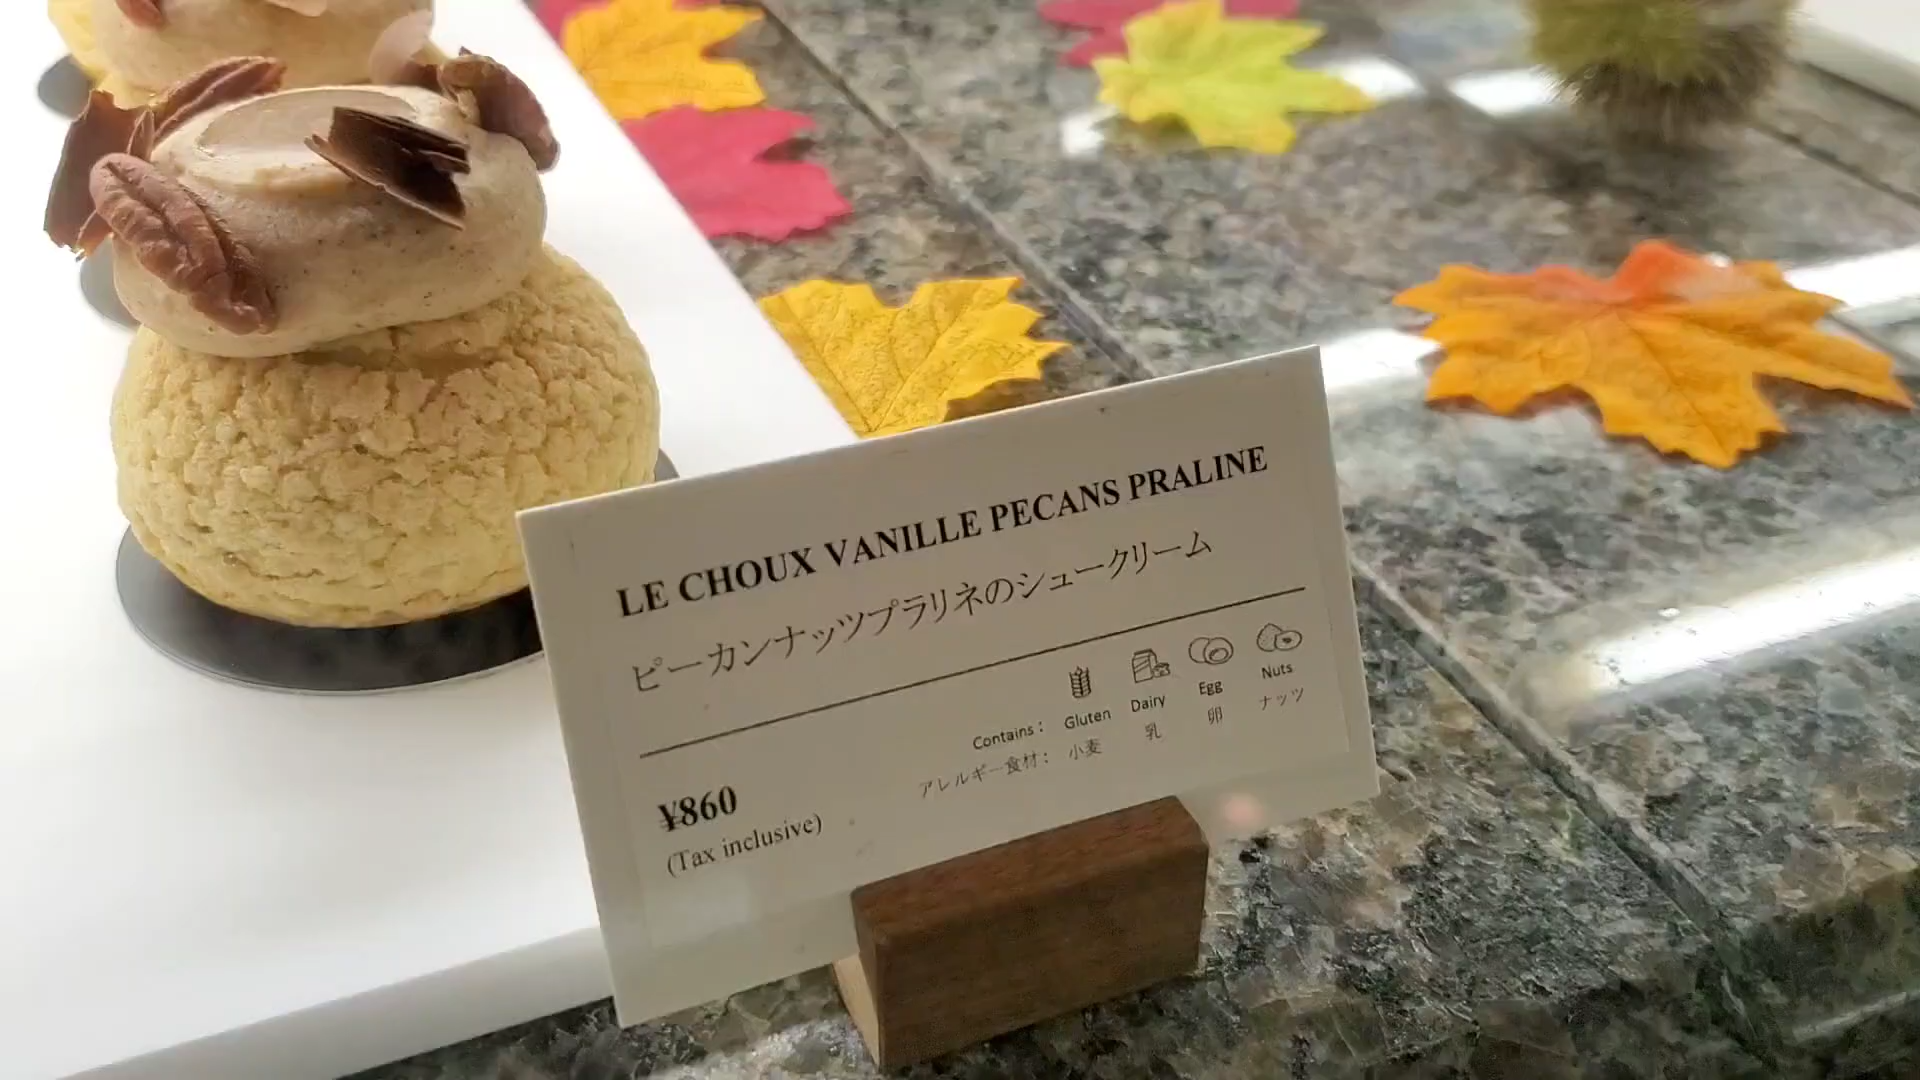 LE CHOUX VANILLE PECANS PRALINE
ピーカンナッツプラリネのシュークリーム
Contains : Gluten Dairy Egg Nuts
アレルギー食材 : 小麦 乳 卵 ナッツ
¥860
(Tax inclusive)